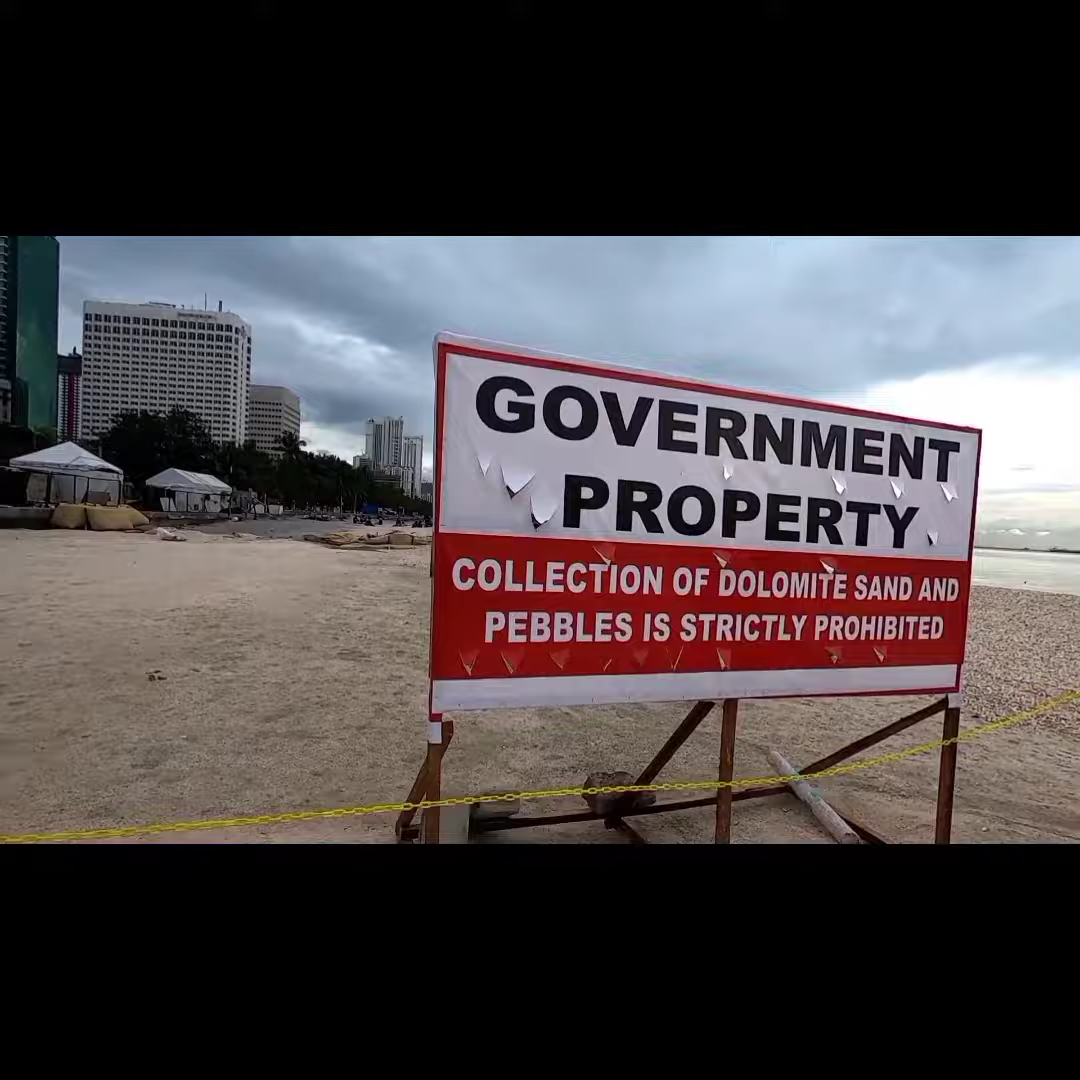 GOVERNMENT
PROPERTY
COLLECTION OF DOLOMITE SAND AND
PEBBLES IS STRICTLY PROHIBITED